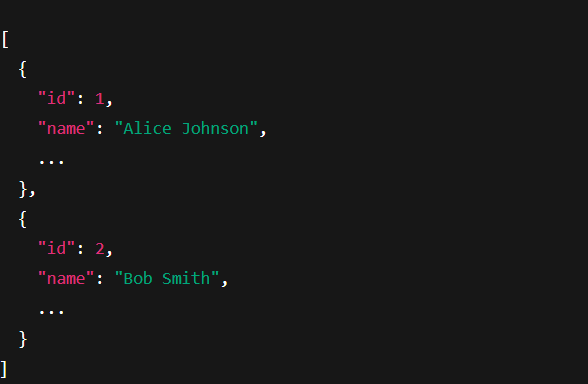 [
  {
    "id": 1,
    "name": "Alice Johnson",
    ...
  },
  {
    "id": 2,
    "name": "Bob Smith",
    ...
  }
]